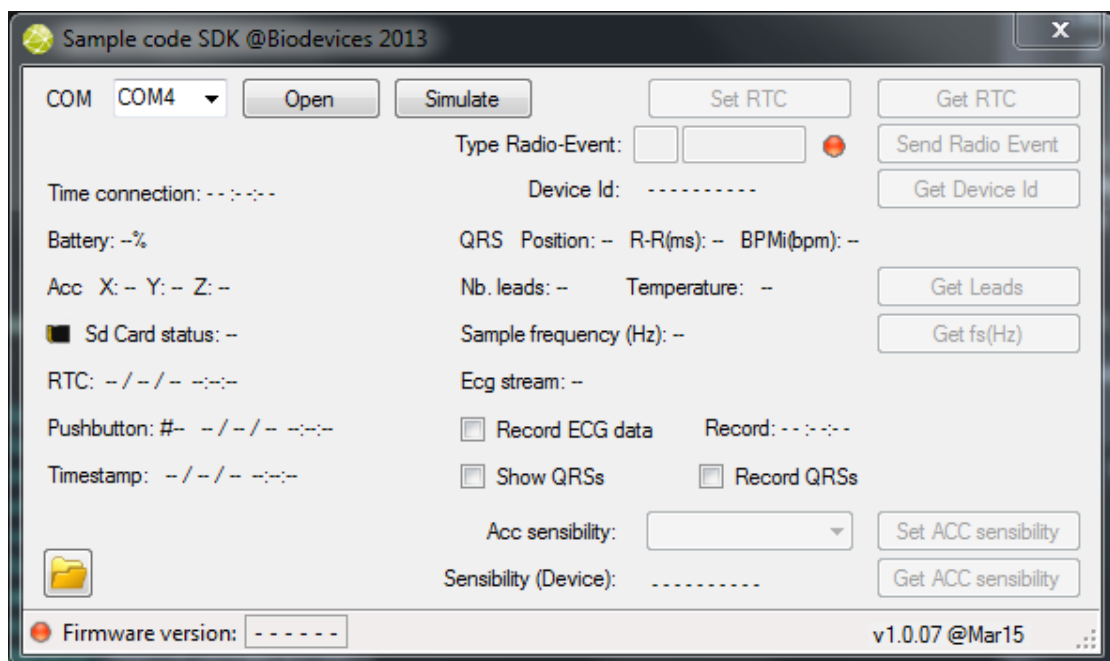 Sample code SDK @Biodevices 2013
x
COM COM4 Open Simulate Set RTC Get RTC
Type Radio-Event: Send Radio Event
Time connection: - - : - -:- - Device Id: - - - - - - - - - - Get Device Id
Battery: --% QRS Position: -- R-R(ms): -- BPMi(bpm): --
Acc X: -- Y: -- Z: -- Nb. leads: -- Temperature: -- Get Leads
Sd Card status: -- Sample frequency (Hz): -- Get fs(Hz)
RTC: -- / -- / -- --:--:-- Ecg stream: --
Pushbutton: #-- -- / -- / -- --:--:-- Record ECG data Record: - - : - -:- -
Timestamp: -- / -- / -- --:--:-- Show QRSs Record QRSs
Acc sensibility: Set ACC sensibility
Sensibility (Device): - - - - - - - - - - Get ACC sensibility
Firmware version: - - - - - - v1.0.07 @Mar15